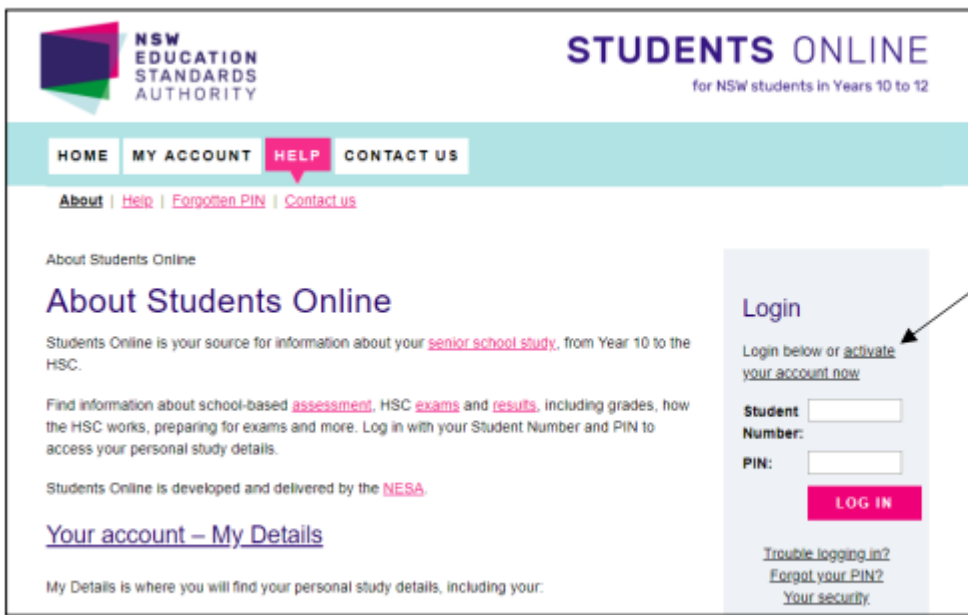 NSW
EDUCATION
STANDARDS
AUTHORITY
STUDENTS ONLINE
for NSW students in Years 10 to 12
HOME MY ACCOUNT HELP CONTACT US
About | Help | Forgotten PIN | Contact us
About Students Online
About Students Online
Students Online is your source for information about your senior school study, from Year 10 to the
HSC.
Find information about school-based assessment, HSC exams and results, including grades, how
the HSC works, preparing for exams and more. Log in with your Student Number and PIN to
access your personal study details.
Students Online is developed and delivered by the NESA.
Your account – My Details
My Details is where you will find your personal study details, including your:
Login
Login below or activate
your account now
Student
Number:
PIN:
LOG IN
Trouble logging in?
Forgot your PIN?
Your security